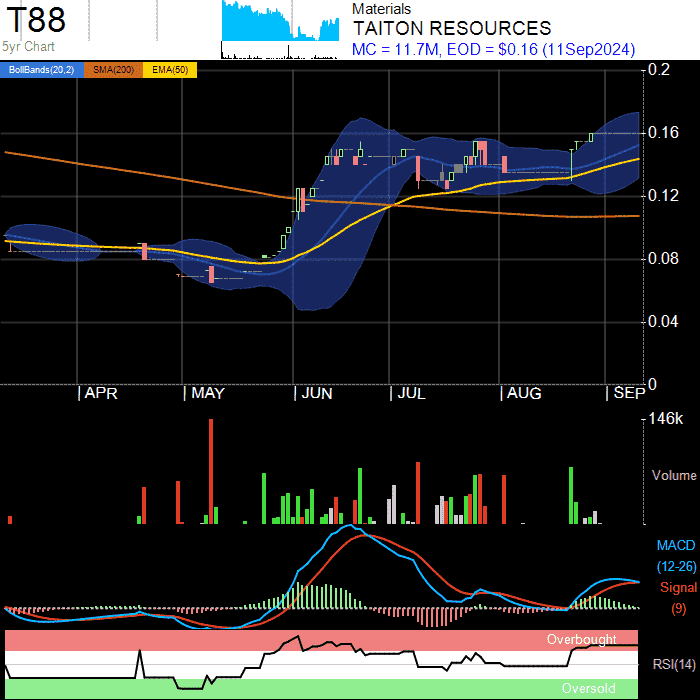 T88
5yr Chart
Materials
TAITON RESOURCES
MC = 11.7M, EOD = $0.16 (11Sep2024)
BollBands(20,2) SMA(200) EMA(50)
0.2
0.16
0.12
0.08
0.04
0
APR MAY JUN JUL AUG SEP
146k
Volume
MACD
(12-26)
Signal
(9)
Overbought
RSI(14)
Oversold